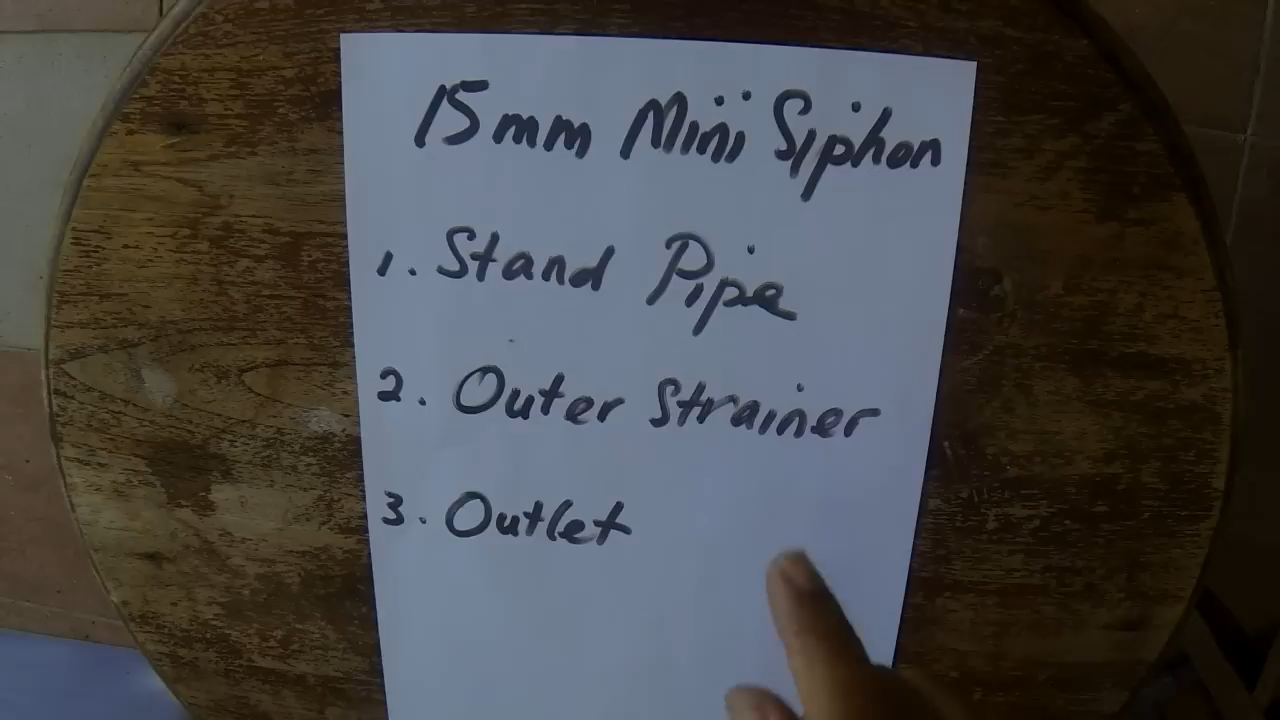 15mm Mini Siphon
1. Stand Pipe
2. Outer Strainer
3. Outlet